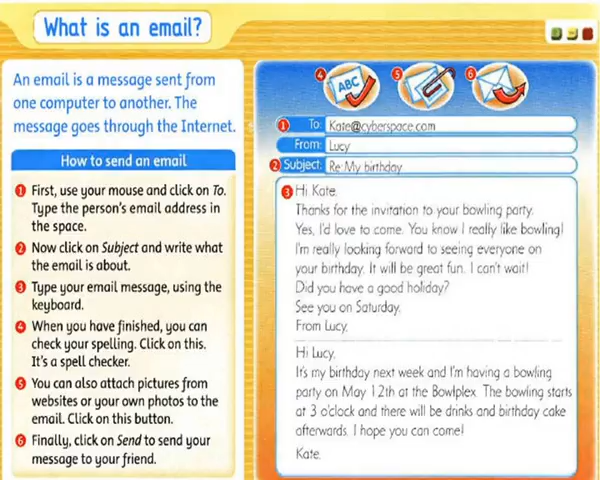 What is an email?
An email is a message sent from
one computer to another. The
message goes through the Internet.
How to send an email
1 First, use your mouse and click on To.
Type the person's email address in
the space.
2 Now click on Subject and write what
the email is about.
3 Type your email message, using the
keyboard.
4 When you have finished, you can
check your spelling. Click on this.
It's a spell checker.
5 You can also attach pictures from
websites or your own photos to the
email. Click on this button.
6 Finally, click on Send to send your
message to your friend.
4 ABC 5 6
1 To: Kate@cyberspace.com
From: Lucy
2 Subject: Re: My birthday
3 Hi Kate,
Thanks for the invitation to your bowling party.
Yes, I'd love to come. You know I really like bowling!
I'm really looking forward to seeing everyone on
your birthday. It will be great fun. I can't wait!
Did you have a good holiday?
See you on Saturday.
From Lucy.
Hi Lucy.
It's my birthday next week and I'm having a bowling
party on May 12th at the Bowlplex. The bowling starts
at 3 o'clock and there will be drinks and birthday cake
afterwards. I hope you can come!
Kate.